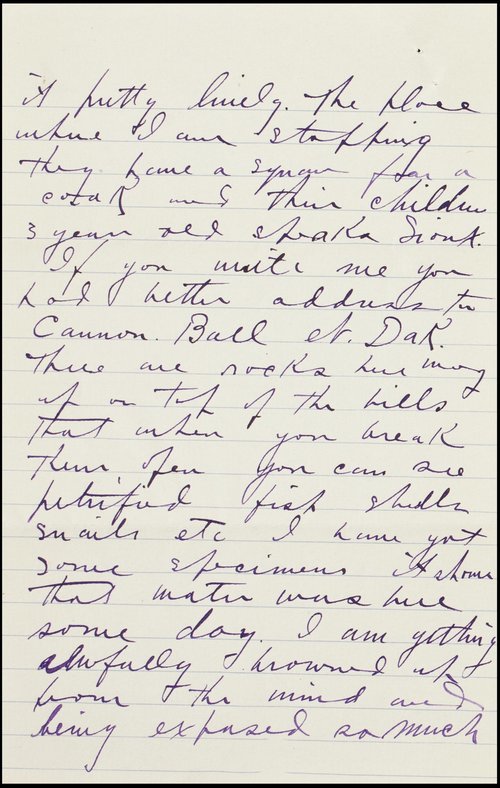 it pretty lively. The place
where I am stopping
they have a squaw for a
cook and their children
3 years old speaks Sioux.
If you write me you
had better address to
Cannon. Ball N. Dak.
There are rocks here way
up on top of the hills
that when you break
them open you can see
petrified fish shells
snails etc I have got
some specimens it shows
that water was here
some day. I am getting
awfully browned up
from the wind and
being exposed so much